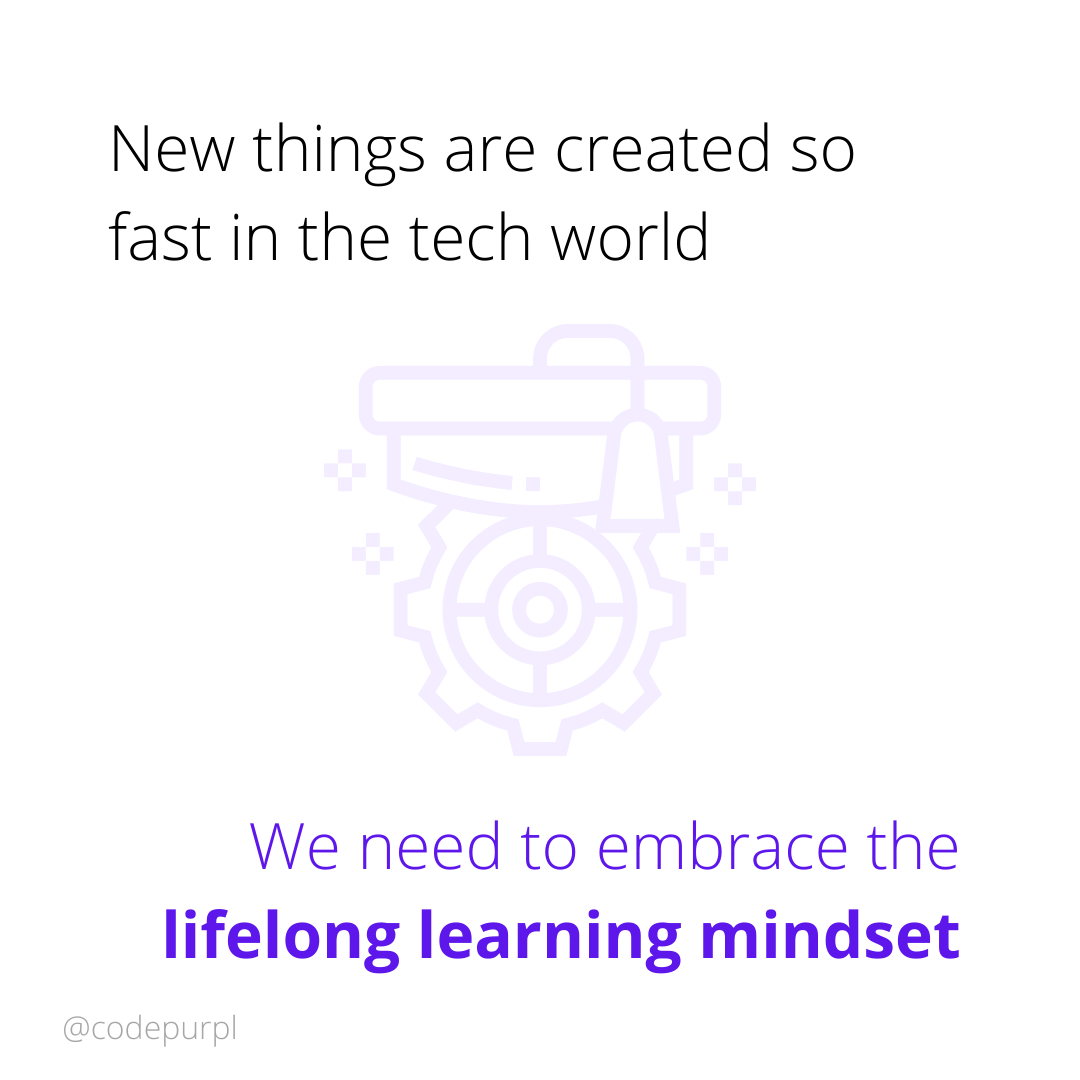 New things are created so
fast in the tech world
We need to embrace the
lifelong learning mindset
@codepurpl